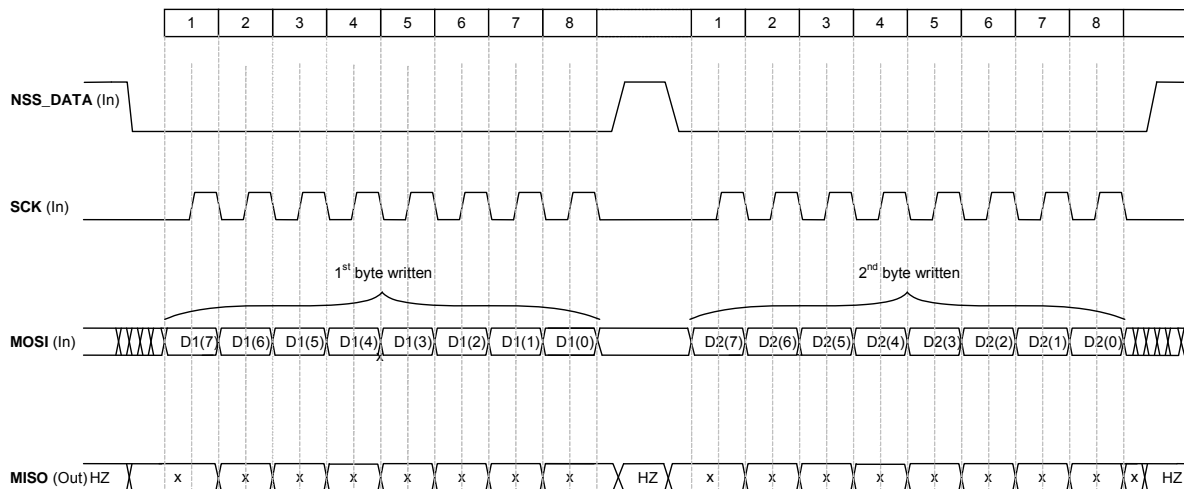 1 2 3 4 5 6 7 8 1 2 3 4 5 6 7 8
NSS_DATA (In)
SCK (In)
1st byte written 2nd byte written
MOSI (In) D1(7) D1(6) D1(5) D1(4) D1(3) D1(2) D1(1) D1(0) D2(7) D2(6) D2(5) D2(4) D2(3) D2(2) D2(1) D2(0)
x
MISO (Out) HZ x x x x x x x x HZ x x x x x x x x x HZ